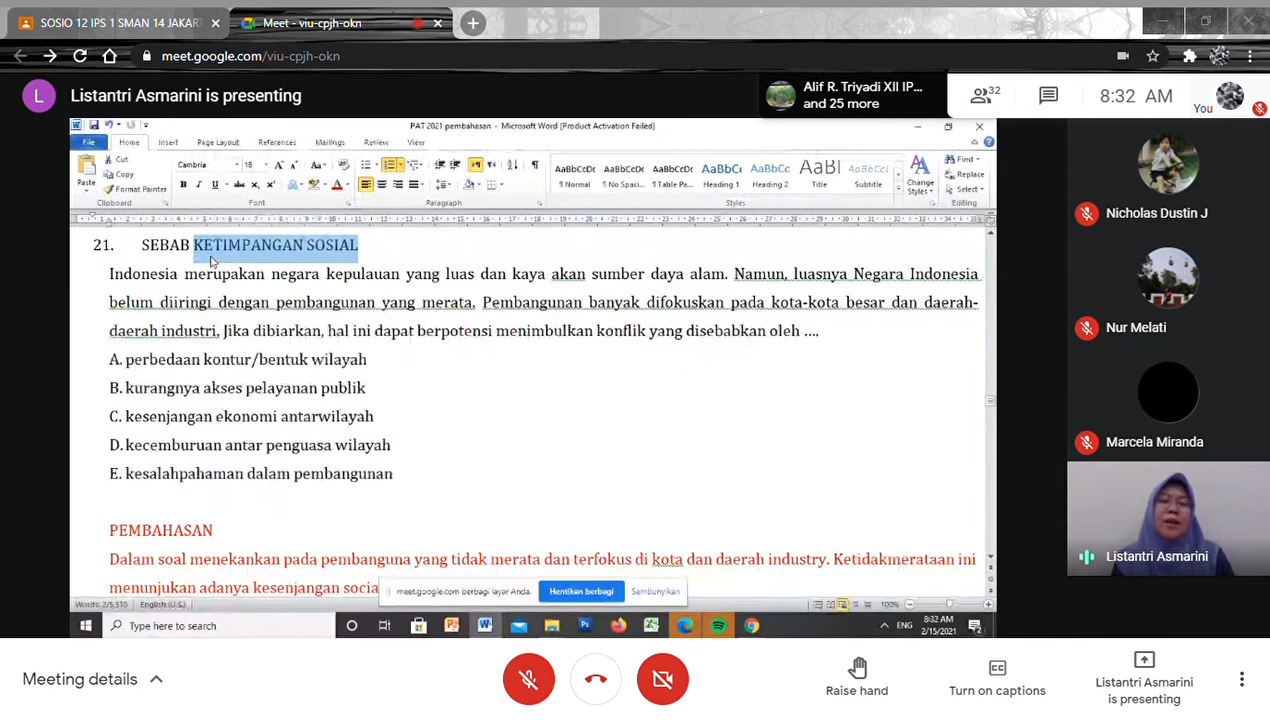 SOSIO 12 IPS 1 SMAN 14 JAKART
Meet - viu-cpjh-okn
meet.google.com/viu-cpjh-okn
L
Listantri Asmarini is presenting
Alif R. Triyadi XII IP...
and 25 more
32
8:32 AM
You
PAT 2021 pembahasan - Microsoft Word (Product Activation Failed)
File Home Insert Page Layout References Mailings Review View
Cut
Copy
Format Painter
Paste
Clipboard
Cambria
18
Font
Paragraph
AaBbCcDc AaBbCcDc AaBbCcDc AaBbCc AaBbCc AaBl AaBbCc
¶ Normal ¶ No Spaci... ¶ Table Pa... Heading 1 Heading 2 Title Subtitle
Change
Styles
Styles
Find
Replace
Select
Editing
21. SEBAB KETIMPANGAN SOSIAL
Indonesia merupakan negara kepulauan yang luas dan kaya akan sumber daya alam. Namun, luasnya Negara Indonesia
belum diiringi dengan pembangunan yang merata. Pembangunan banyak difokuskan pada kota-kota besar dan daerah-
daerah industri. Jika dibiarkan, hal ini dapat berpotensi menimbulkan konflik yang disebabkan oleh ....
A. perbedaan kontur/bentuk wilayah
B. kurangnya akses pelayanan publik
C. kesenjangan ekonomi antarwilayah
D. kecemburuan antar penguasa wilayah
E. kesalahpahaman dalam pembangunan
PEMBAHASAN
Dalam soal menekankan pada pembanguna yang tidak merata dan terfokus di kota dan daerah industry. Ketidakmerataan ini
menunjukan adanya kesenjangan socia
meet.google.com berbagi layar Anda.
Hentikan berbagi
Sembunyikan
Words: 2/5,510
English (U.S.)
100%
Type here to search
ENG
8:32 AM
2/15/2021
Nicholas Dustin J
Nur Melati
Marcela Miranda
Listantri Asmarini
Meeting details
Raise hand
Turn on captions
Listantri Asmarini
is presenting